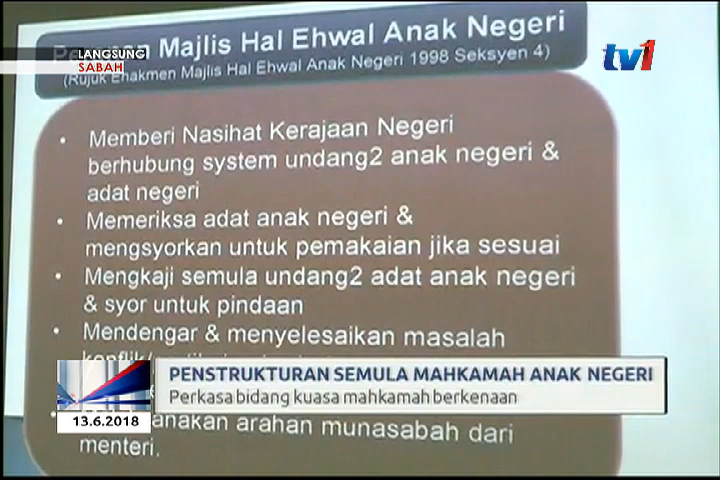 Majlis Hal Ehwal Anak Negeri
(Rujuk Enakmen Majlis Hal Ehwal Anak Negeri 1998 Seksyen 4)
LANGSUNG
SABAH
tv1
• Memberi Nasihat Kerajaan Negeri
berhubung system undang2 anak negeri &
adat negeri
• Memeriksa adat anak negeri &
mengsyorkan untuk pemakaian jika sesuai
• Mengkaji semula undang2 adat anak negeri
& syor untuk pindaan
• Mendengar & menyelesaikan masalah
arahan munasabah dari
menteri.
PENSTRUKTURAN SEMULA MAHKAMAH ANAK NEGERI
Perkasa bidang kuasa mahkamah berkenaan
13.6.2018